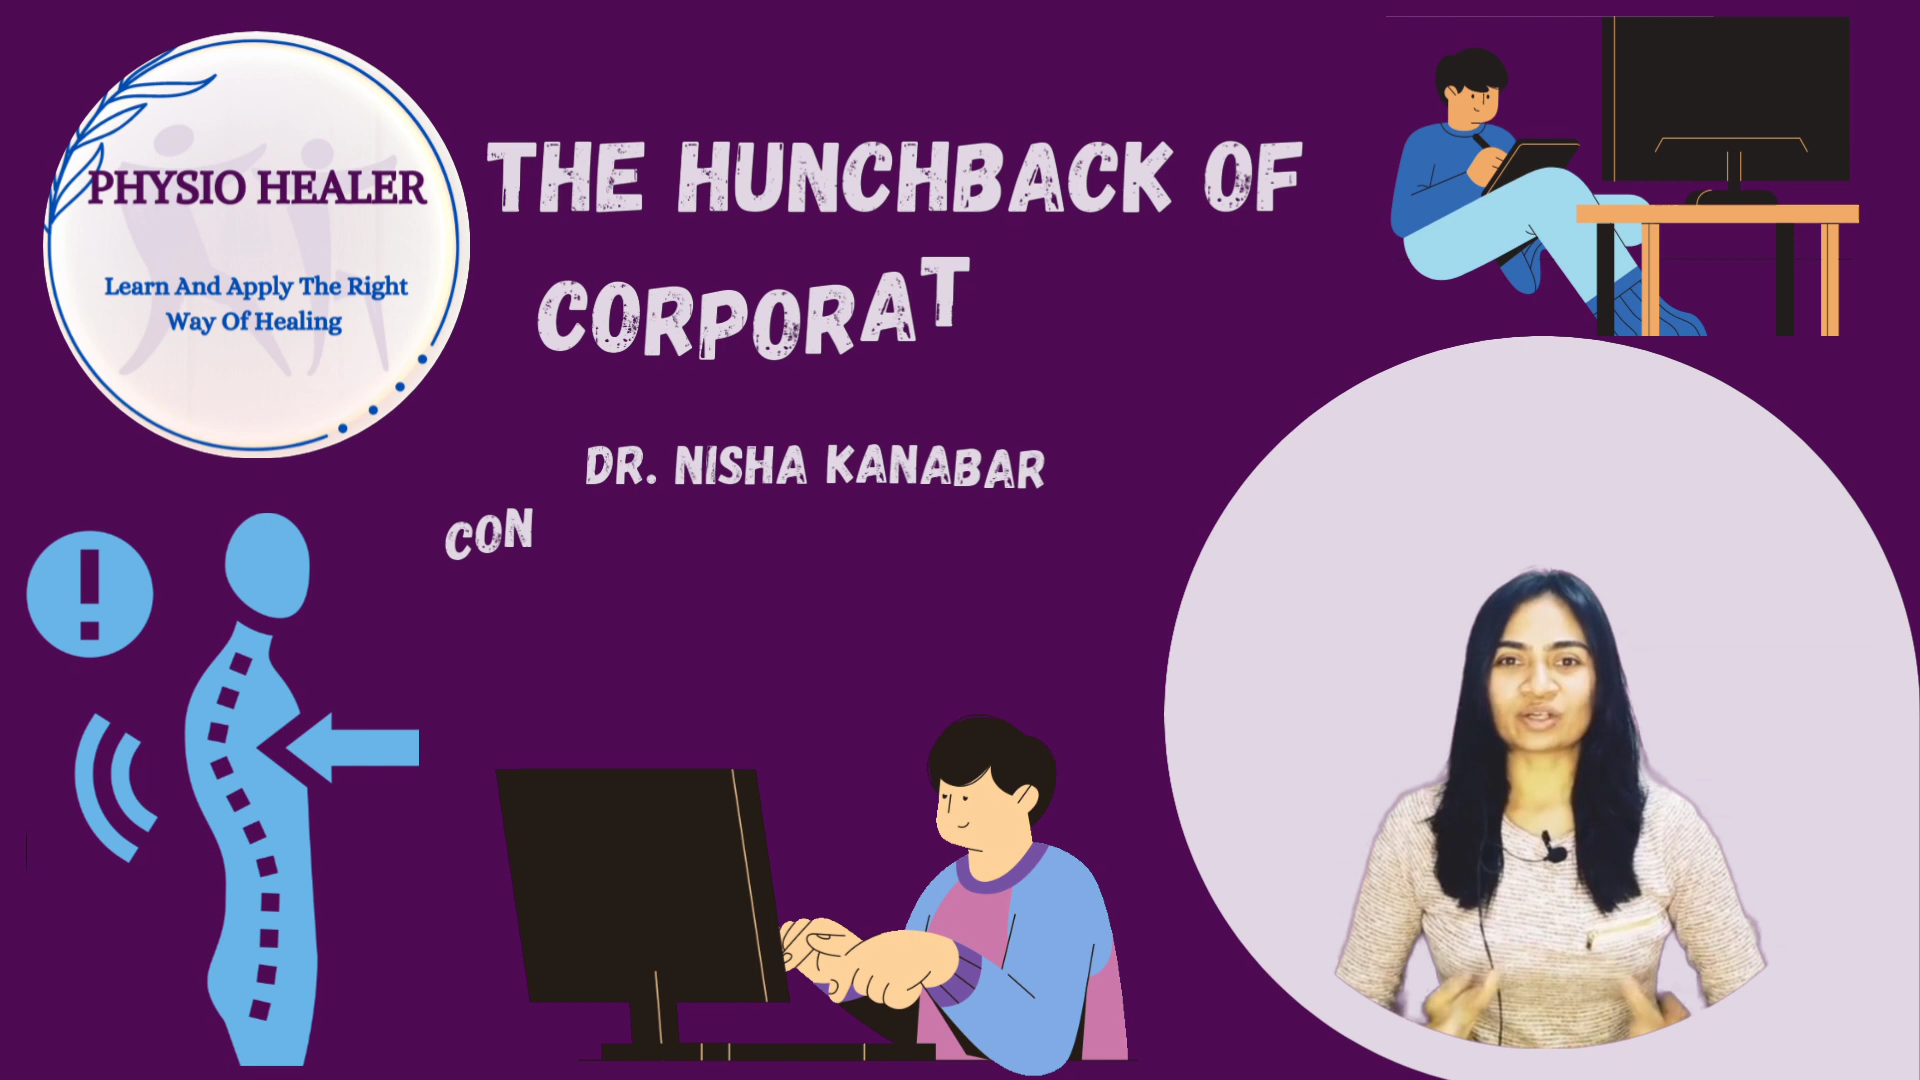 PHYSIO HEALER
Learn And Apply The Right
Way Of Healing
THE HUNCHBACK OF
CORPORAT
DR. NISHA KANABAR
CON